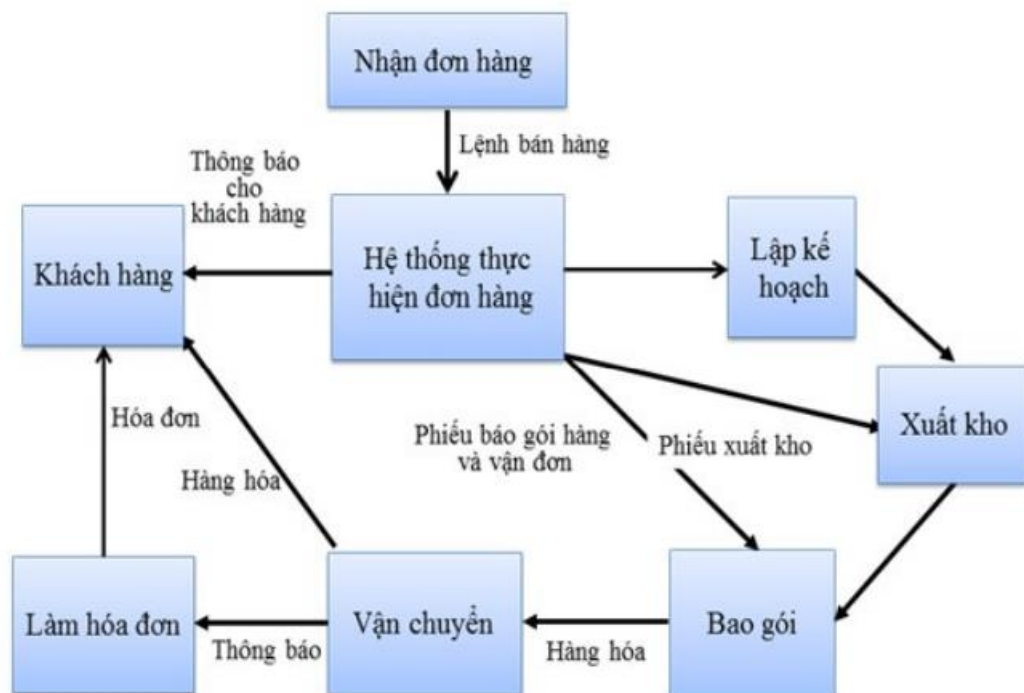 Nhận đơn hàng
Lệnh bán hàng
Thông báo
cho
khách hàng
Khách hàng
Hệ thống thực
hiện đơn hàng
Lập kế
hoạch
Hóa đơn
Phiếu báo gói hàng
và vận đơn
Phiếu xuất kho
Xuất kho
Hàng hóa
Làm hóa đơn
Thông báo
Vận chuyển
Hàng hóa
Bao gói